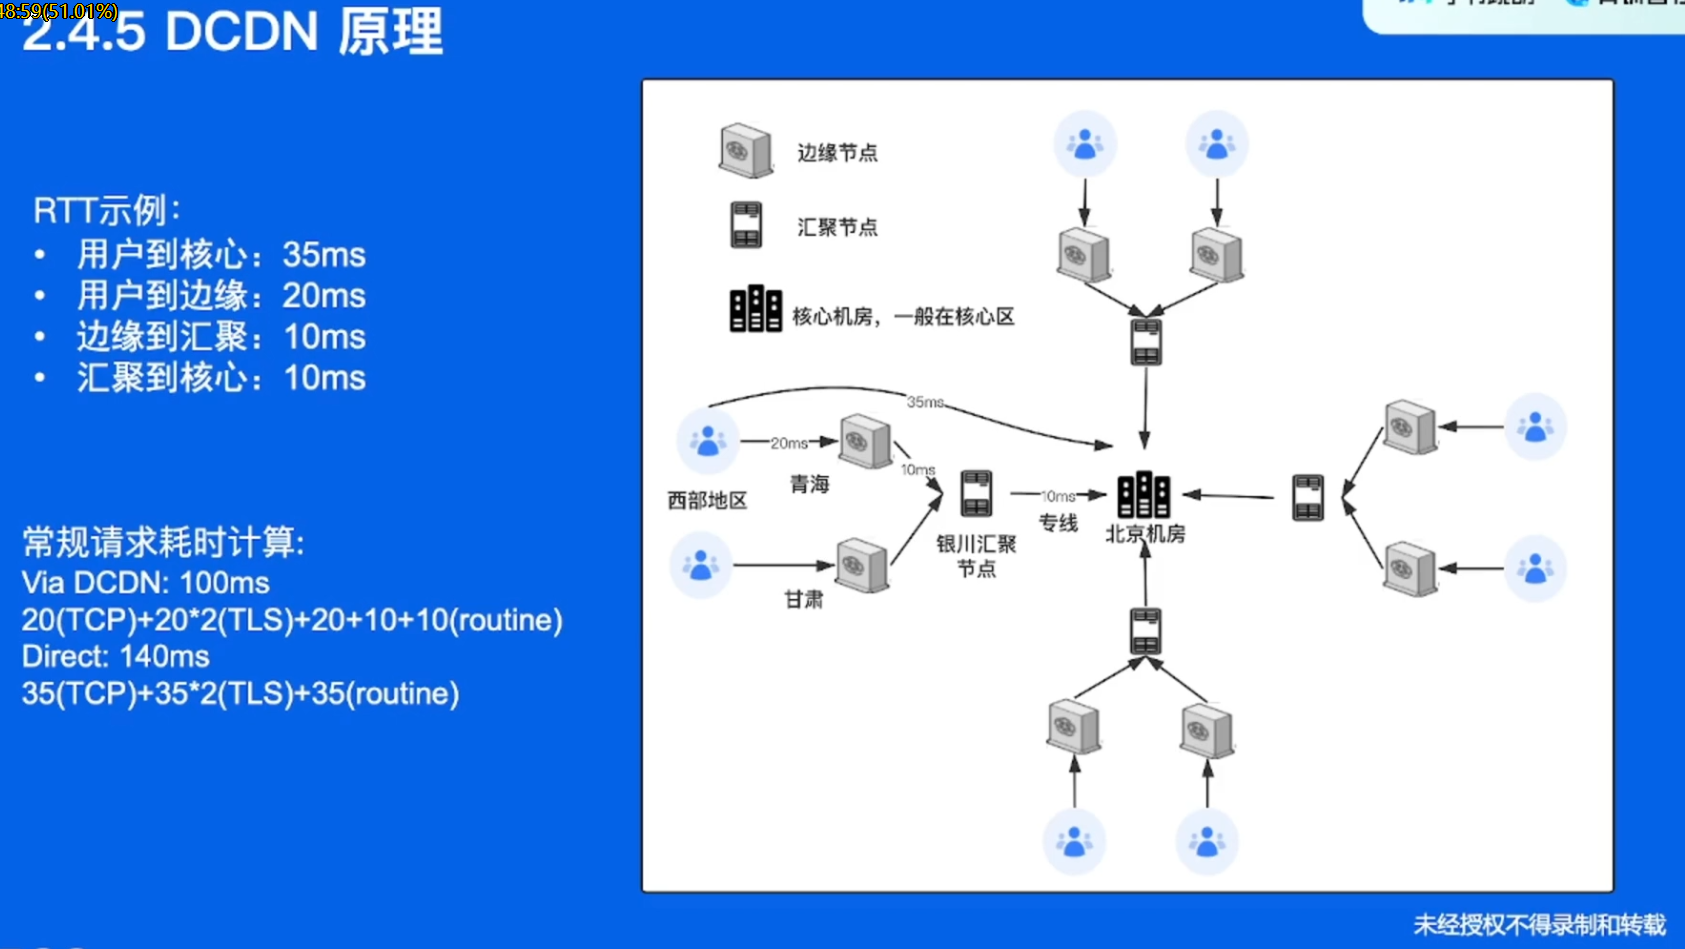 48:59(51.01%)
2.4.5 DCDN 原理
RTT示例：
• 用户到核心：35ms
• 用户到边缘：20ms
• 边缘到汇聚：10ms
• 汇聚到核心：10ms
常规请求耗时计算:
Via DCDN: 100ms
20(TCP)+20*2(TLS)+20+10+10(routine)
Direct: 140ms
35(TCP)+35*2(TLS)+35(routine)
边缘节点
汇聚节点
核心机房，一般在核心区
35ms
20ms
10ms
青海
西部地区
10ms
专线
北京机房
银川汇聚
节点
甘肃
未经授权不得录制和转载